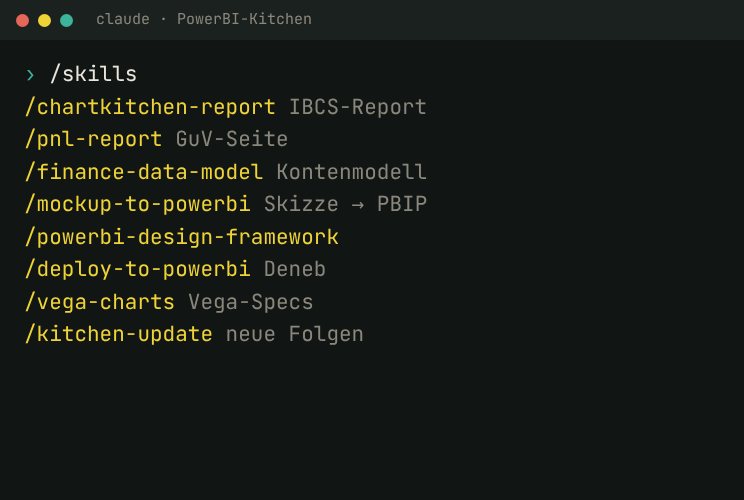 claude · PowerBI-Kitchen
› /skills
/chartkitchen-report IBCS-Report
/pnl-report GuV-Seite
/finance-data-model Kontenmodell
/mockup-to-powerbi Skizze → PBIP
/powerbi-design-framework
/deploy-to-powerbi Deneb
/vega-charts Vega-Specs
/kitchen-update neue Folgen